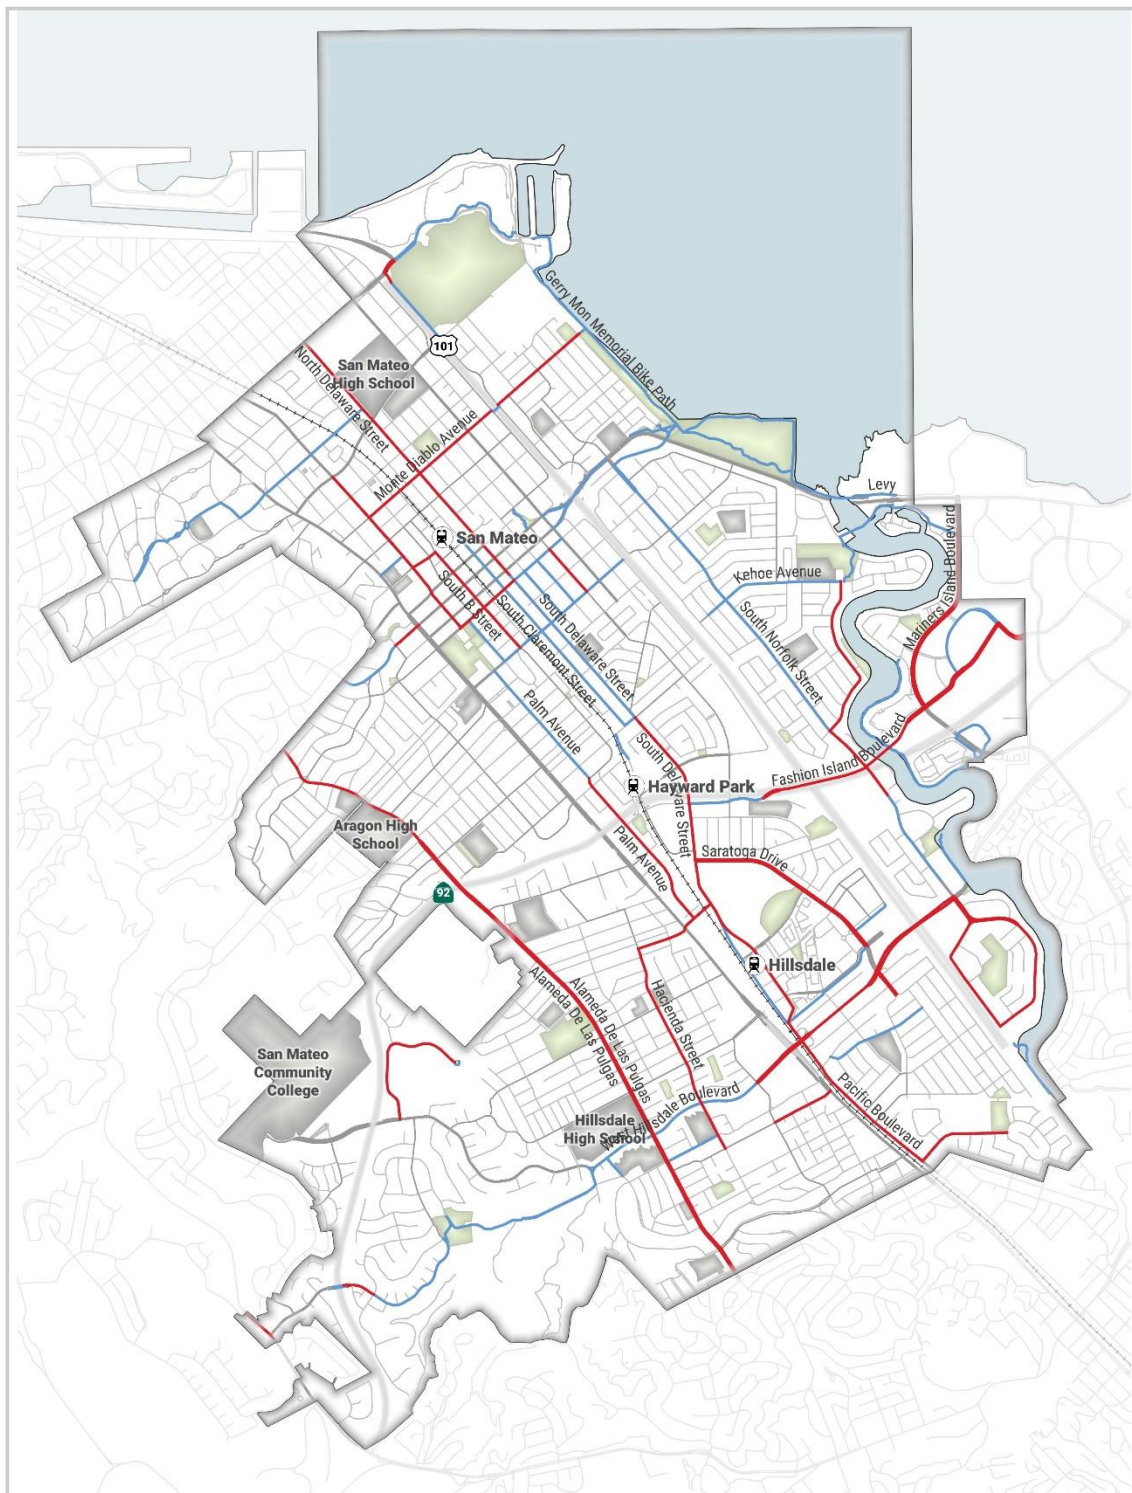 Gerry Mon Memorial Bike Path
101
San Mateo
High School
North Delaware Street
Monte Diablo Avenue
Levy
San Mateo
Mariners Island Boulevard
Kehoe Avenue
South B Street
South Claremont Street
South Delaware Street
South Norfolk Street
Palm Avenue
South Delaware Street
Fashion Island Boulevard
Hayward Park
Aragon High
School
Palm Avenue
Saratoga Drive
92
Hillsdale
Alameda De Las Pulgas
Alameda De Las Pulgas
Hacienda Street
San Mateo
Community
College
Pacific Boulevard
West Hillsdale Boulevard
Hillsdale
High School